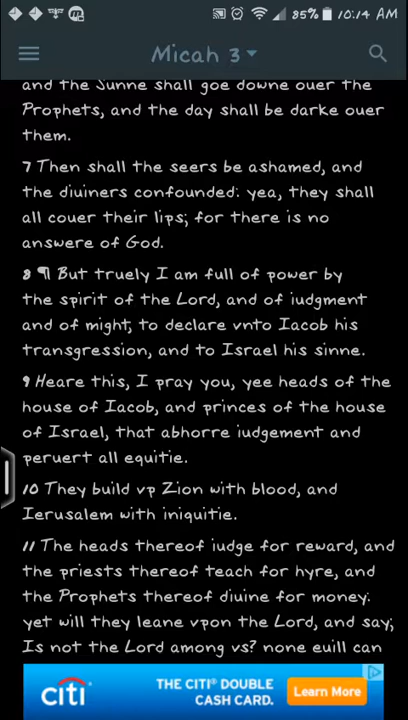 85% 10:14 AM
Micah 3
and the Sunne shall goe downe ouer the
Prophets, and the day shall be darke ouer
them.
7 Then shall the seers be ashamed, and
the diuiners confounded: yea, they shall
all couer their lips; for there is no
answere of God.
8 ¶ But truely I am full of power by
the spirit of the Lord, and of iudgment
and of might, to declare vnto Iacob his
transgression, and to Israel his sinne.
9 Heare this, I pray you, yee heads of the
house of Iacob, and princes of the house
of Israel, that abhorre iudgement and
peruert all equitie.
10 They build vp Zion with blood, and
Ierusalem with iniquitie.
11 The heads thereof iudge for reward, and
the priests thereof teach for hyre, and
the Prophets thereof diuine for money:
yet will they leane vpon the Lord, and say;
Is not the Lord among vs? none euill can
citi
THE CITI® DOUBLE
CASH CARD.
Learn More